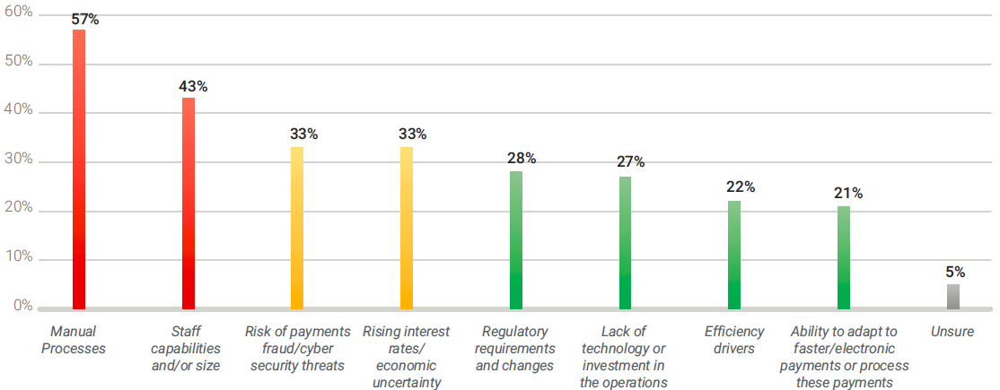 60%
57%
50%
43%
40%
33%
33%
30%
28%
27%
22%
21%
20%
10%
5%
0%
Manual
Processes
Staff
capabilities
and/or size
Risk of payments
fraud/cyber
security threats
Rising interest
rates/
economic
uncertainty
Regulatory
requirements
and changes
Lack of
technology or
investment in
the operations
Efficiency
drivers
Ability to adapt to
faster/electronic
payments or process
these payments
Unsure